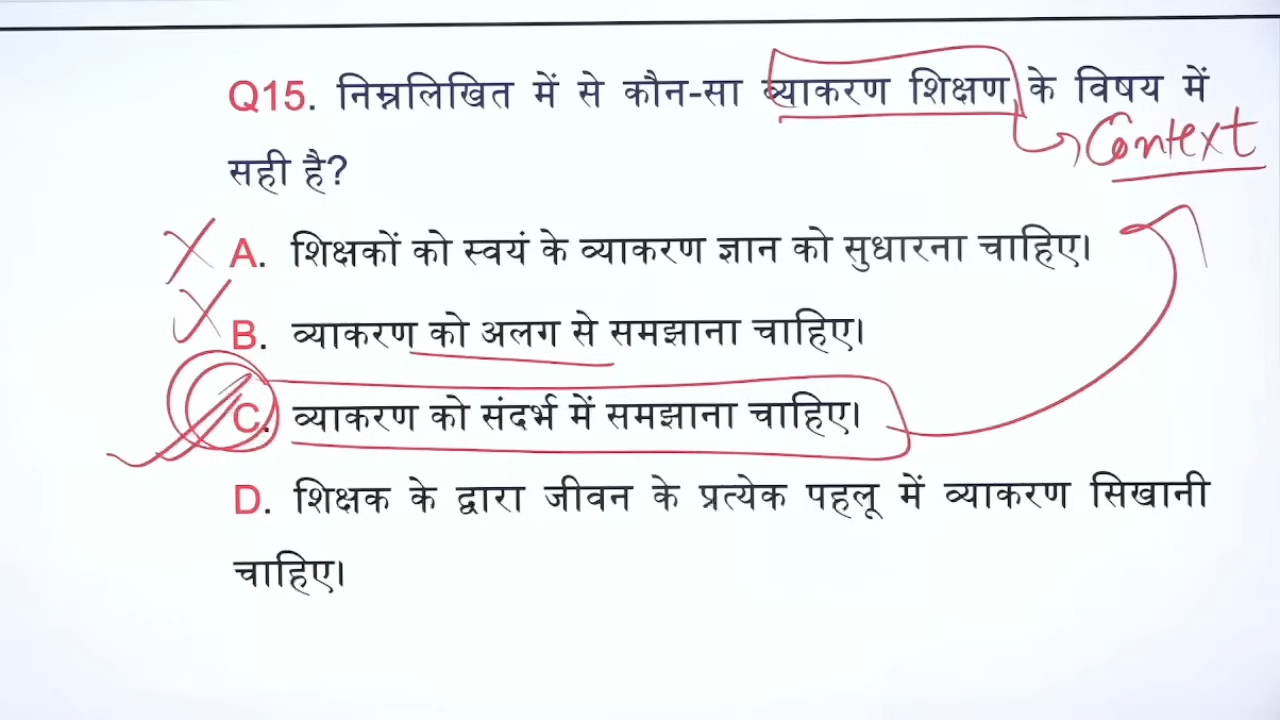 Q15. निम्नलिखित में से कौन-सा व्याकरण शिक्षण के विषय में
Context
सही है?
A. शिक्षकों को स्वयं के व्याकरण ज्ञान को सुधारना चाहिए।
B. व्याकरण को अलग से समझाना चाहिए।
C. व्याकरण को संदर्भ में समझाना चाहिए।
D. शिक्षक के द्वारा जीवन के प्रत्येक पहलू में व्याकरण सिखानी
चाहिए।